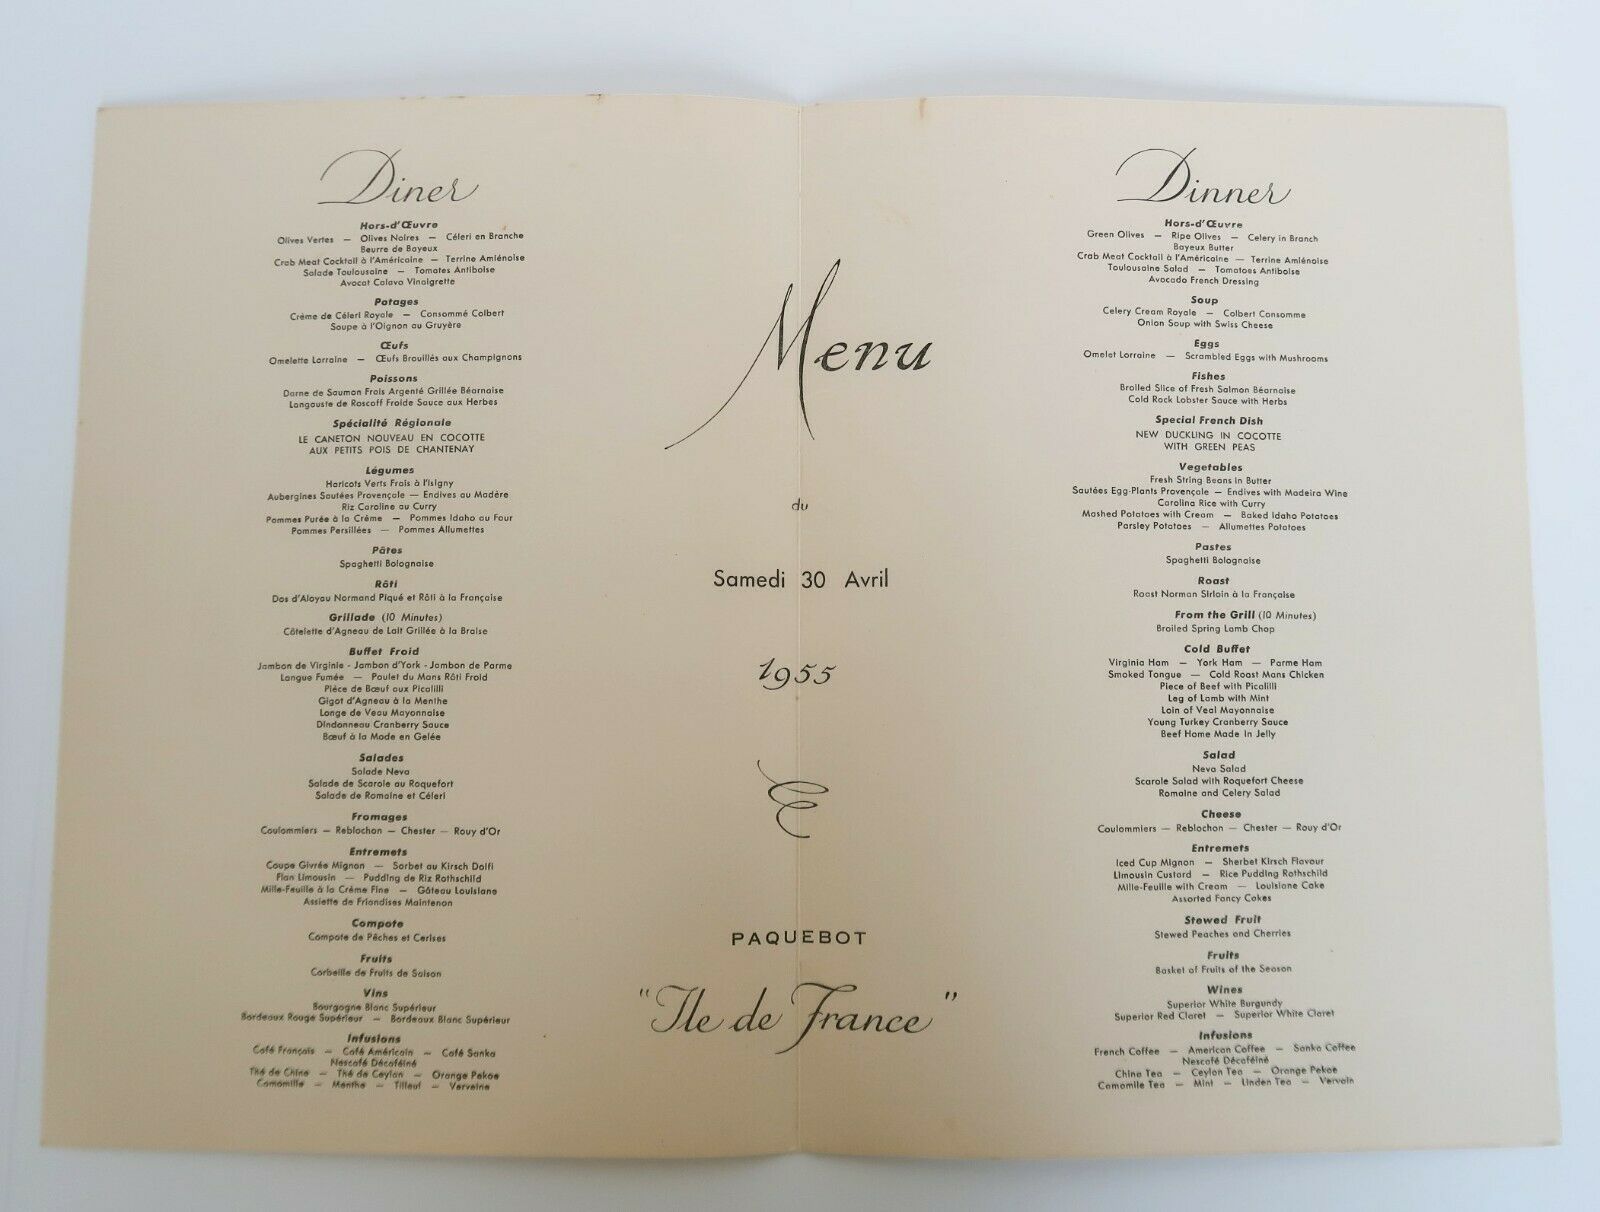 Diner
Hors-d'Œuvre
Olives Vertes — Olives Noires — Céleri en Branche
Beurre de Bayeux
Crab Meat Cocktail à l'Américaine — Terrine Amiénoise
Salade Toulousaine — Tomates Antiboise
Avocat Calavo Vinaigrette
Potages
Crème de Céleri Royale — Consommé Colbert
Soupe à l'Oignon au Gruyère
Œufs
Omelette Lorraine — Œufs Brouillés aux Champignons
Poissons
Darne de Saumon Frais Argenté Grillée Béarnaise
Langouste de Roscoff Froide Sauce aux Herbes
Spécialité Régionale
LE CANETON NOUVEAU EN COCOTTE
AUX PETITS POIS DE CHANTENAY
Légumes
Haricots Verts Frais à l'Isigny
Aubergines Sautées Provençale — Endives au Madère
Riz Caroline au Curry
Pommes Purée à la Crème — Pommes Idaho au Four
Pommes Persillées — Pommes Allumettes
Pâtes
Spaghetti Bolognaise
Rôti
Dos d'Aloyau Normand Piqué et Rôti à la Française
Grillade (10 Minutes)
Côtelette d'Agneau de Lait Grillée à la Braise
Buffet Froid
Jambon de Virginie - Jambon d'York - Jambon de Parme
Langue Fumée — Poulet du Mans Rôti Froid
Pièce de Bœuf aux Picalilli
Gigot d'Agneau à la Menthe
Longe de Veau Mayonnaise
Dindonneau Cranberry Sauce
Bœuf à la Mode en Gelée
Salades
Salade Neva
Salade de Scarole au Roquefort
Salade de Romaine et Céleri
Fromages
Coulommiers — Reblochon — Chester — Rouy d'Or
Entremets
Coupe Givrée Mignon — Sorbet au Kirsch Dolfi
Flan Limousin — Pudding de Riz Rothschild
Mille-Feuille à la Crème Fine — Gâteau Louisiane
Assiette de Friandises Maintenon
Compote
Compote de Pêches et Cerises
Fruits
Corbeille de Fruits de Saison
Vins
Bourgogne Blanc Supérieur
Bordeaux Rouge Supérieur — Bordeaux Blanc Supérieur
Infusions
Café Français — Café Américain — Café Sanka
Nescafé Décaféiné
Thé de Chine — Thé de Ceylan — Orange Pekoe
Camomille — Menthe — Tilleul — Verveine
Menu
du
Samedi 30 Avril
1955
PAQUEBOT
"Ile de France"
Dinner
Hors-d'Œuvre
Green Olives — Ripe Olives — Celery in Branch
Bayeux Butter
Crab Meat Cocktail à l'Américaine — Terrine Amiénoise
Toulousaine Salad — Tomatoes Antiboise
Avocado French Dressing
Soup
Celery Cream Royale — Colbert Consomme
Onion Soup with Swiss Cheese
Eggs
Omelet Lorraine — Scrambled Eggs with Mushrooms
Fishes
Broiled Slice of Fresh Salmon Béarnaise
Cold Rock Lobster Sauce with Herbs
Special French Dish
NEW DUCKLING IN COCOTTE
WITH GREEN PEAS
Vegetables
Fresh String Beans in Butter
Sautées Egg-Plants Provençale — Endives with Madeira Wine
Carolina Rice with Curry
Mashed Potatoes with Cream — Baked Idaho Potatoes
Parsley Potatoes — Allumettes Potatoes
Pastes
Spaghetti Bolognaise
Roast
Roast Norman Sirloin à la Française
From the Grill (10 Minutes)
Broiled Spring Lamb Chop
Cold Buffet
Virginia Ham — York Ham — Parme Ham
Smoked Tongue — Cold Roast Mans Chicken
Piece of Beef with Picalilli
Leg of Lamb with Mint
Loin of Veal Mayonnaise
Young Turkey Cranberry Sauce
Beef Home Made in Jelly
Salad
Neva Salad
Scarole Salad with Roquefort Cheese
Romaine and Celery Salad
Cheese
Coulommiers — Reblochon — Chester — Rouy d'Or
Entremets
Iced Cup Mignon — Sherbet Kirsch Flavour
Limousin Custard — Rice Pudding Rothschild
Mille-Feuille with Cream — Louisiane Cake
Assorted Fancy Cakes
Stewed Fruit
Stewed Peaches and Cherries
Fruits
Basket of Fruits of the Season
Wines
Superior White Burgundy
Superior Red Claret — Superior White Claret
Infusions
French Coffee — American Coffee — Sanka Coffee
Nescafé Décaféiné
China Tea — Ceylon Tea — Orange Pekoe
Camomile Tea — Mint — Linden Tea — Vervain